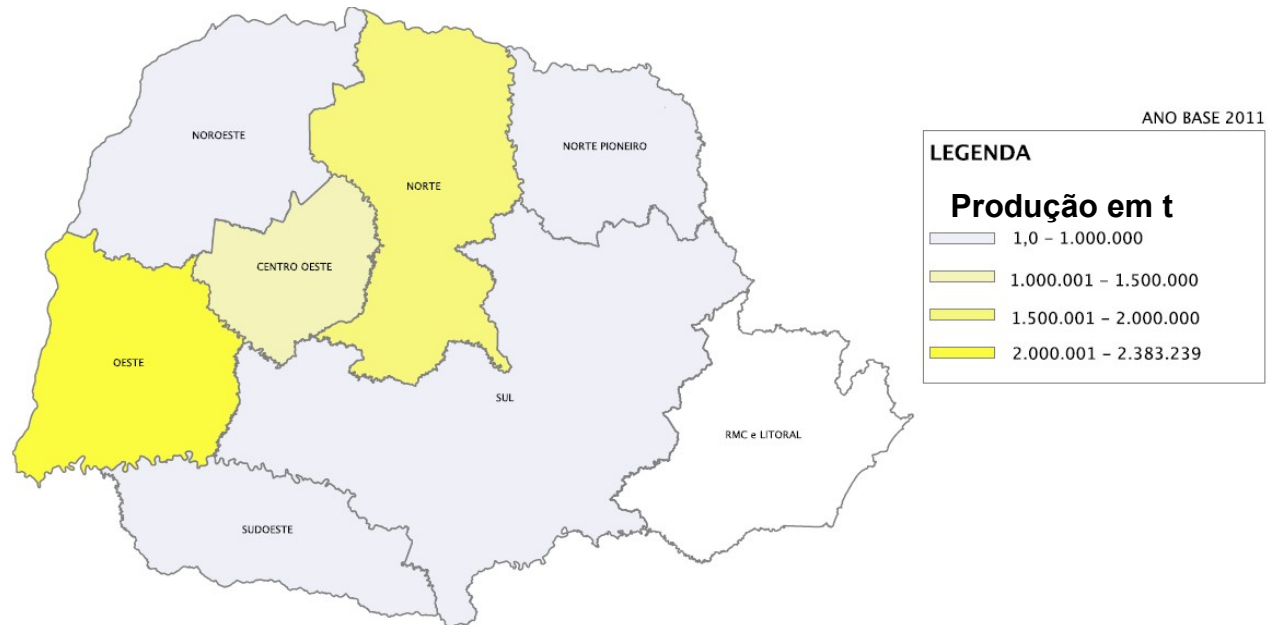 ANO BASE 2011
LEGENDA
Produção em t
1,0 – 1.000.000
1.000.001 – 1.500.000
1.500.001 – 2.000.000
2.000.001 – 2.383.239
NOROESTE
NORTE PIONEIRO
NORTE
CENTRO OESTE
OESTE
SUL
RMC e LITORAL
SUDOESTE